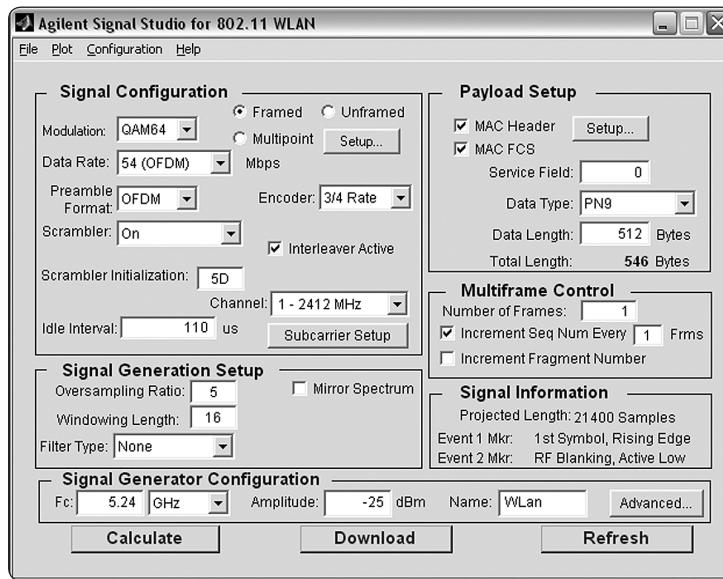 Agilent Signal Studio for 802.11 WLAN
File Plot Configuration Help
Signal Configuration
Modulation: QAM64
Framed Unframed
Multipoint Setup...
Data Rate: 54 (OFDM) Mbps
Preamble Format: OFDM
Encoder: 3/4 Rate
Scrambler: On
Interleaver Active
Scrambler Initialization: 5D
Channel: 1 - 2412 MHz
Idle Interval: 110 us
Subcarrier Setup
Payload Setup
MAC Header Setup...
MAC FCS
Service Field: 0
Data Type: PN9
Data Length: 512 Bytes
Total Length: 546 Bytes
Multiframe Control
Number of Frames: 1
Increment Seq Num Every 1 Frms
Increment Fragment Number
Signal Generation Setup
Oversampling Ratio: 5
Mirror Spectrum
Windowing Length: 16
Filter Type: None
Signal Information
Projected Length: 21400 Samples
Event 1 Mkr: 1st Symbol, Rising Edge
Event 2 Mkr: RF Blanking, Active Low
Signal Generator Configuration
Fc: 5.24 GHz Amplitude: -25 dBm Name: WLan Advanced...
Calculate Download Refresh